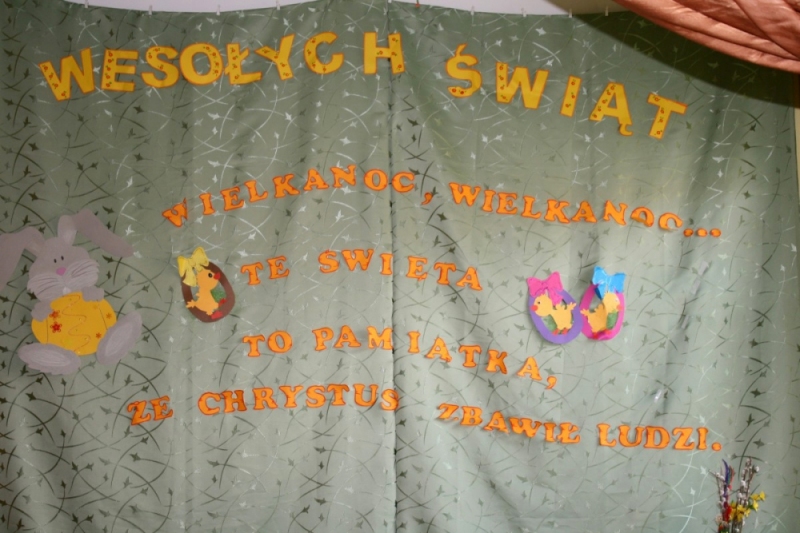 WESOŁYCH ŚWIĄT
WIELKANOC, WIELKANOC...
TE SWIETA
TO PAMIATKA,
ZE CHRYSTUS ZBAWIŁ LUDZI.